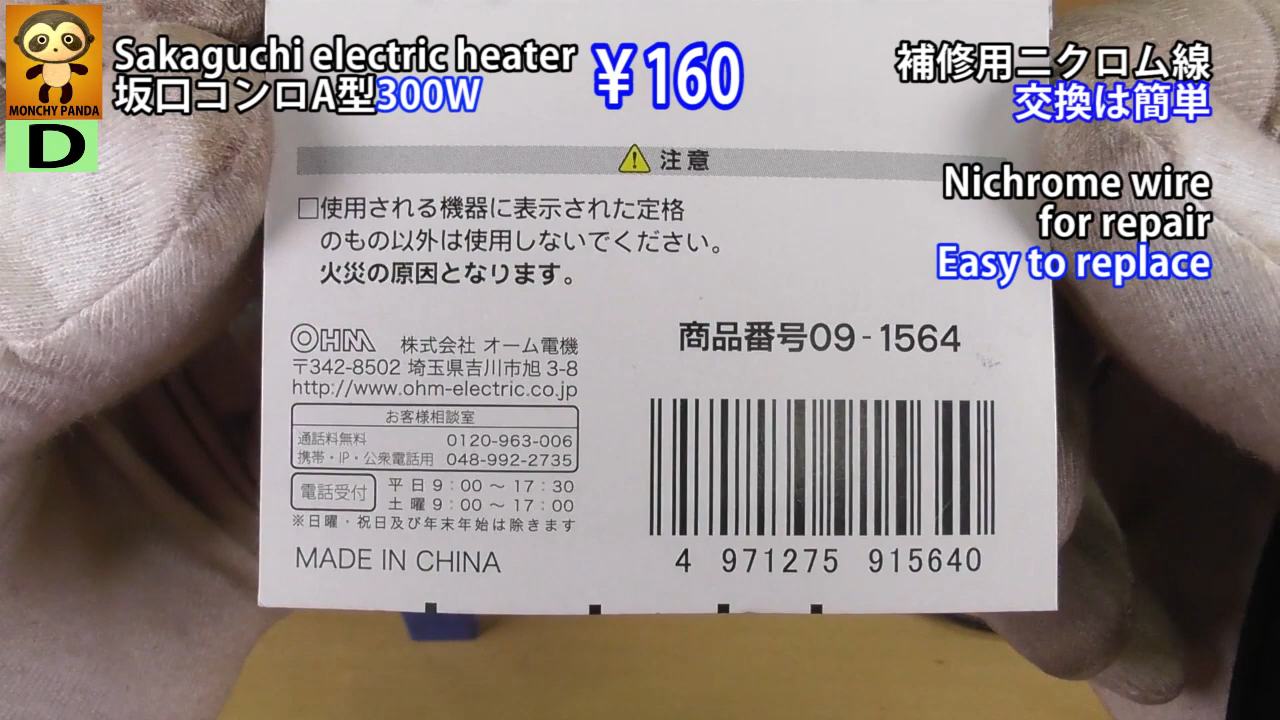 MONCHY PANDA
D
Sakaguchi electric heater
坂口コンロA型300W
￥160
補修用ニクロム線
交換は簡単
Nichrome wire
for repair
Easy to replace
注意
□使用される機器に表示された定格
のもの以外は使用しないでください。
火災の原因となります。
OHM 株式会社 オーム電機
〒342-8502 埼玉県吉川市旭 3-8
http://www.ohm-electric.co.jp
お客様相談室
通話料無料 0120-963-006
携帯・IP・公衆電話用 048-992-2735
電話受付 平日 9：00 ～ 17：30
土曜 9：00 ～ 17：00
※日曜・祝日及び年末年始は除きます
MADE IN CHINA
商品番号09-1564
4 971275 915640